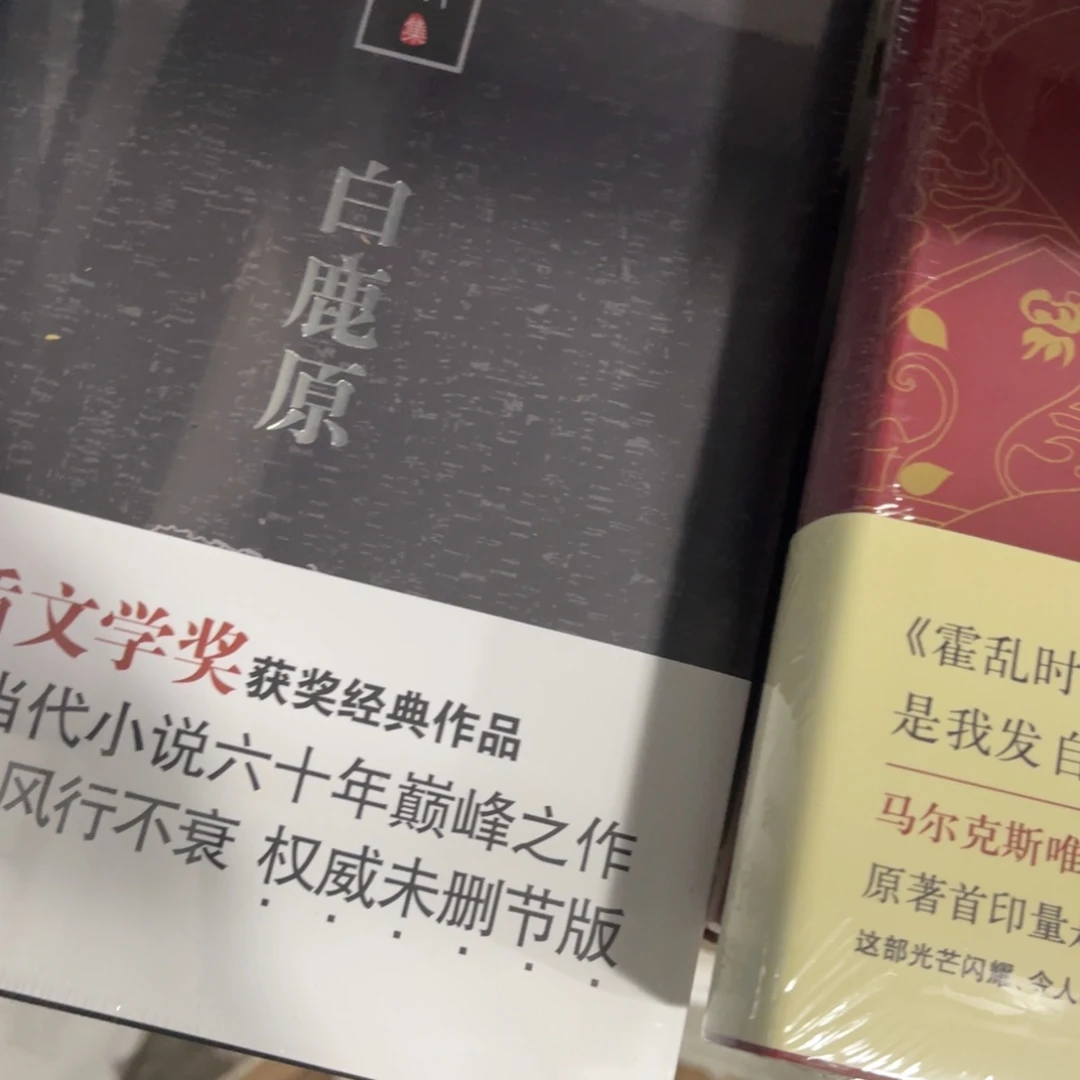 集
白鹿原
文学奖获奖经典作品
当代小说六十年巅峰之作
风行不衰 权威未删节版
《霍乱时
是我发自
马尔克斯唯
原著首印量
这部光芒闪耀、令人